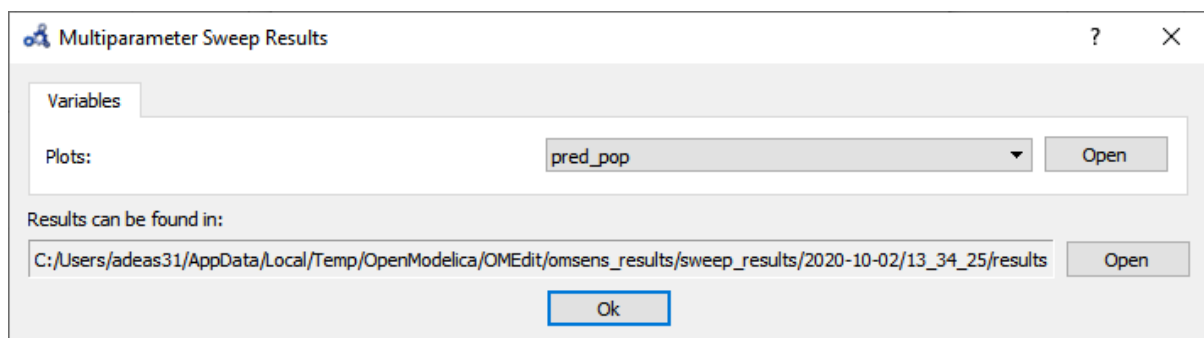 Multiparameter Sweep Results ?
Variables
Plots: pred_pop Open
Results can be found in:
C:/Users/adeas31/AppData/Local/Temp/OpenModelica/OMEdit/omsens_results/sweep_results/2020-10-02/13_34_25/results Open
Ok